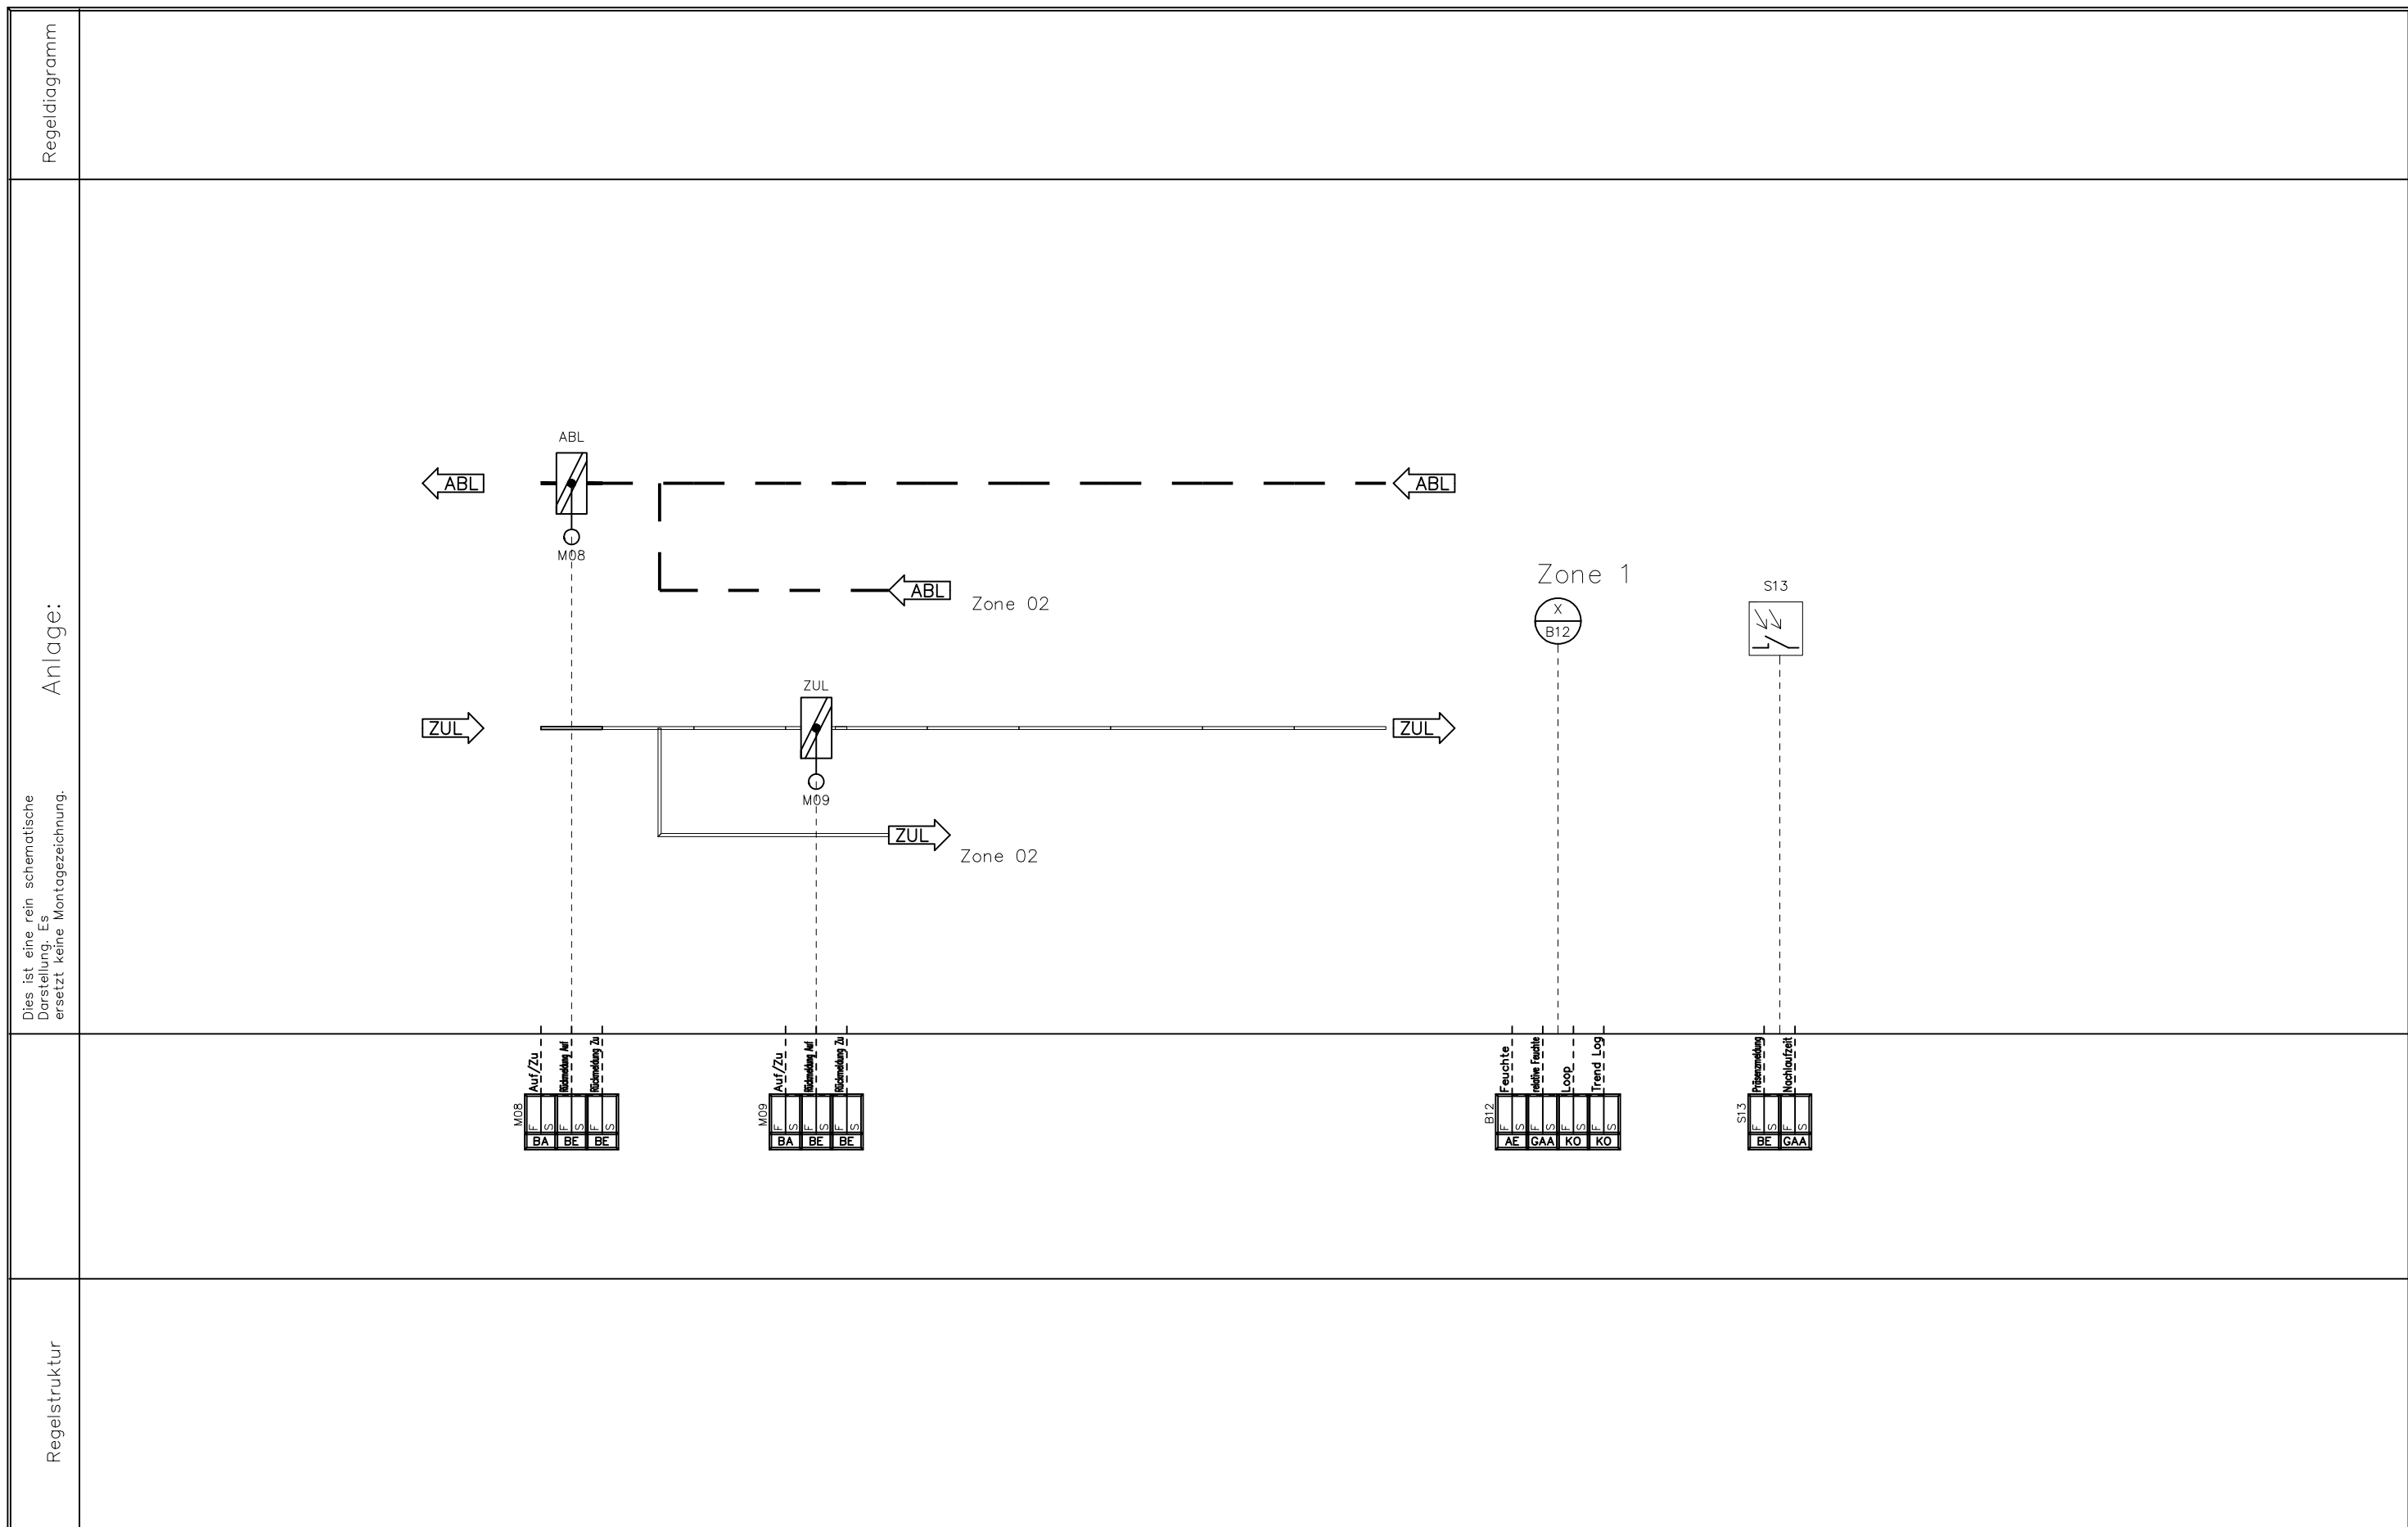 Regeldiagramm
Anlage:
Dies ist eine rein schematische
Darstellung. Es
ersetzt keine Montagezeichnung.
Regelstruktur
ABL
ABL
ABL
M08
ABL
Zone 02
Zone 1
X
B12
S13
ZUL
ZUL
ZUL
M09
ZUL
Zone 02
M08
Auf/Zu
Rückmeldung Auf
Rückmeldung Zu
F S F S F S
BA BE BE
M09
Auf/Zu
Rückmeldung Auf
Rückmeldung Zu
F S F S F S
BA BE BE
B12
Feuchte
relative Feuchte
Loop
Trend Log
F S F S F S F S
AE GAA KO KO
S13
Präsenzmeldung
Nachlaufzeit
F S F S
BE GAA